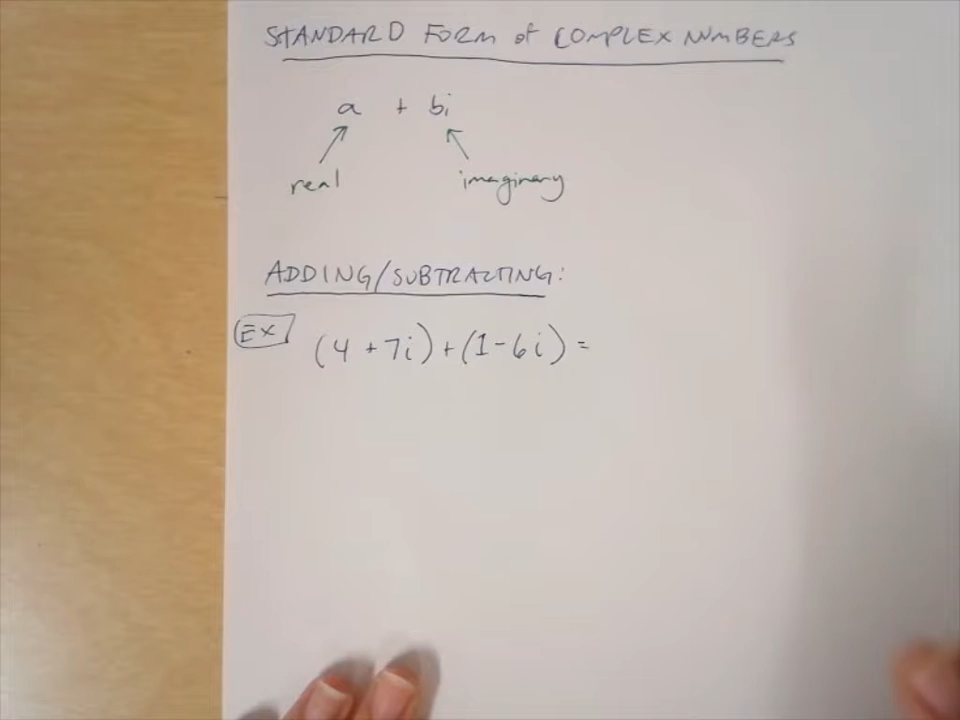 STANDARD FORM of COMPLEX NUMBERS
a + bi
real imaginary
ADDING/SUBTRACTING:
EX (4 + 7i) + (1 - 6i) =